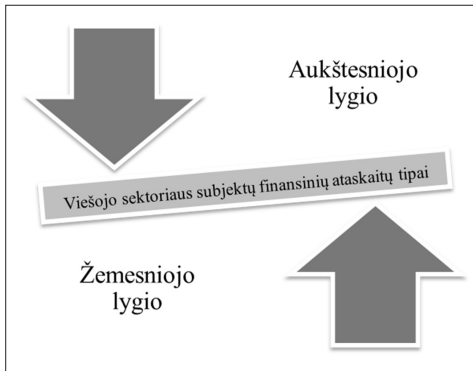 Aukštesniojo
lygio
Viešojo sektoriaus subjektų finansinių ataskaitų tipai
Žemesniojo
lygio